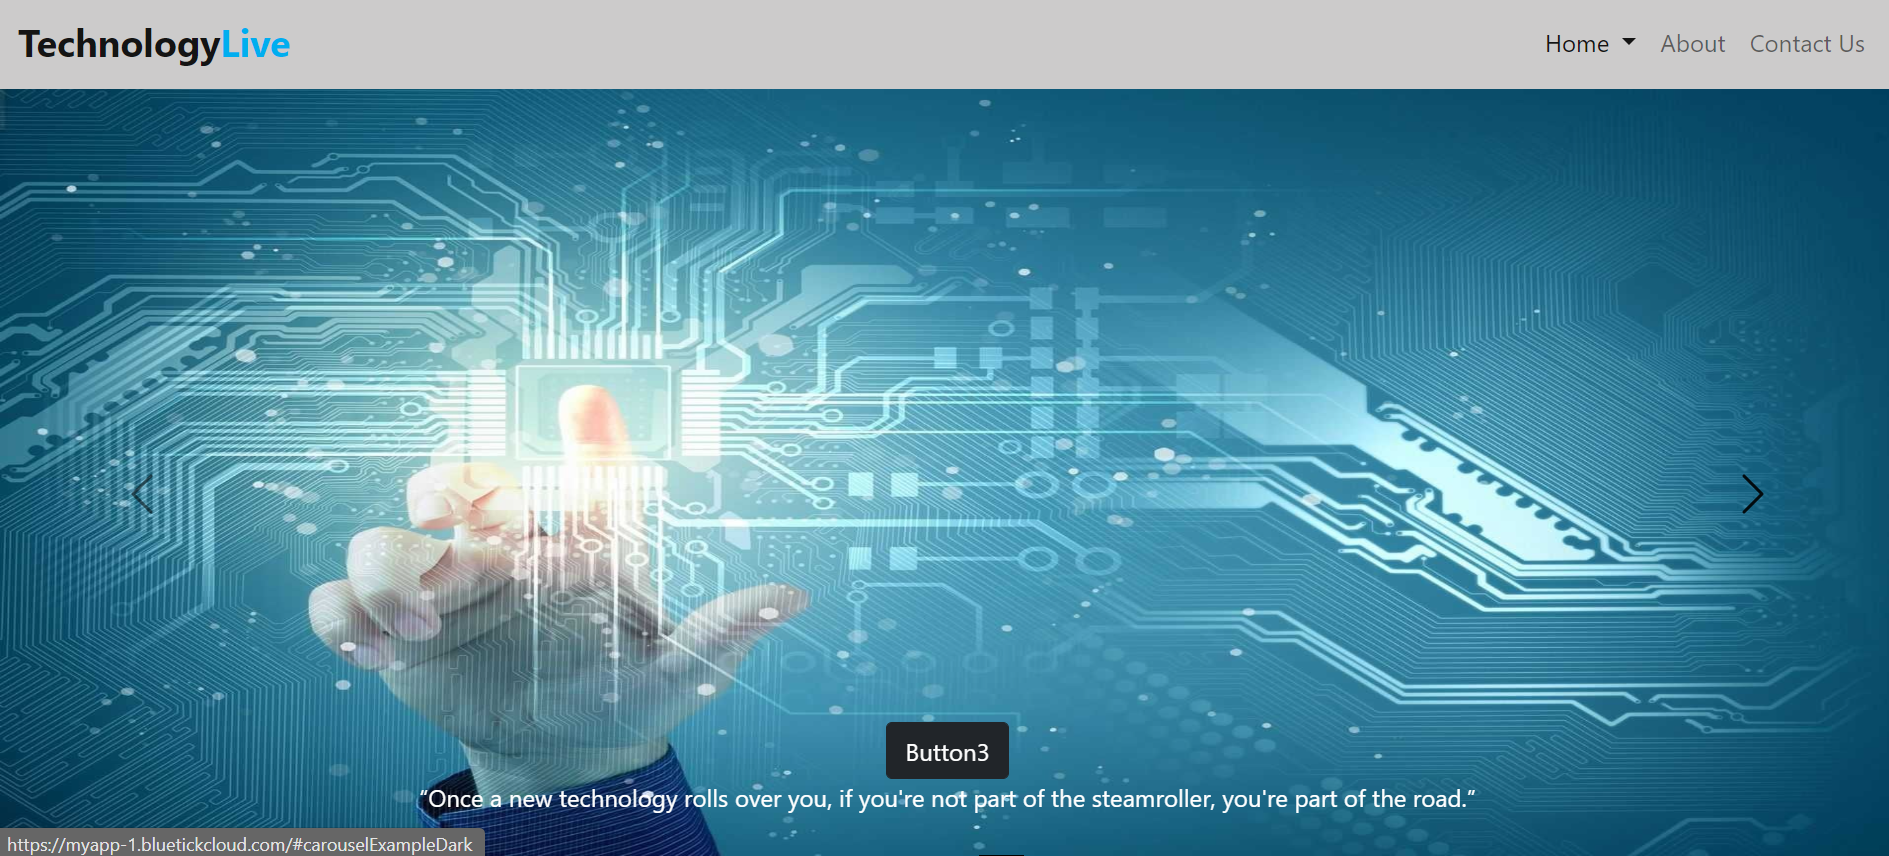 TechnologyLive
Home About Contact Us
Button3
“Once a new technology rolls over you, if you're not part of the steamroller, you're part of the road.”
https://myapp-1.bluetickcloud.com/#carouselExampleDark